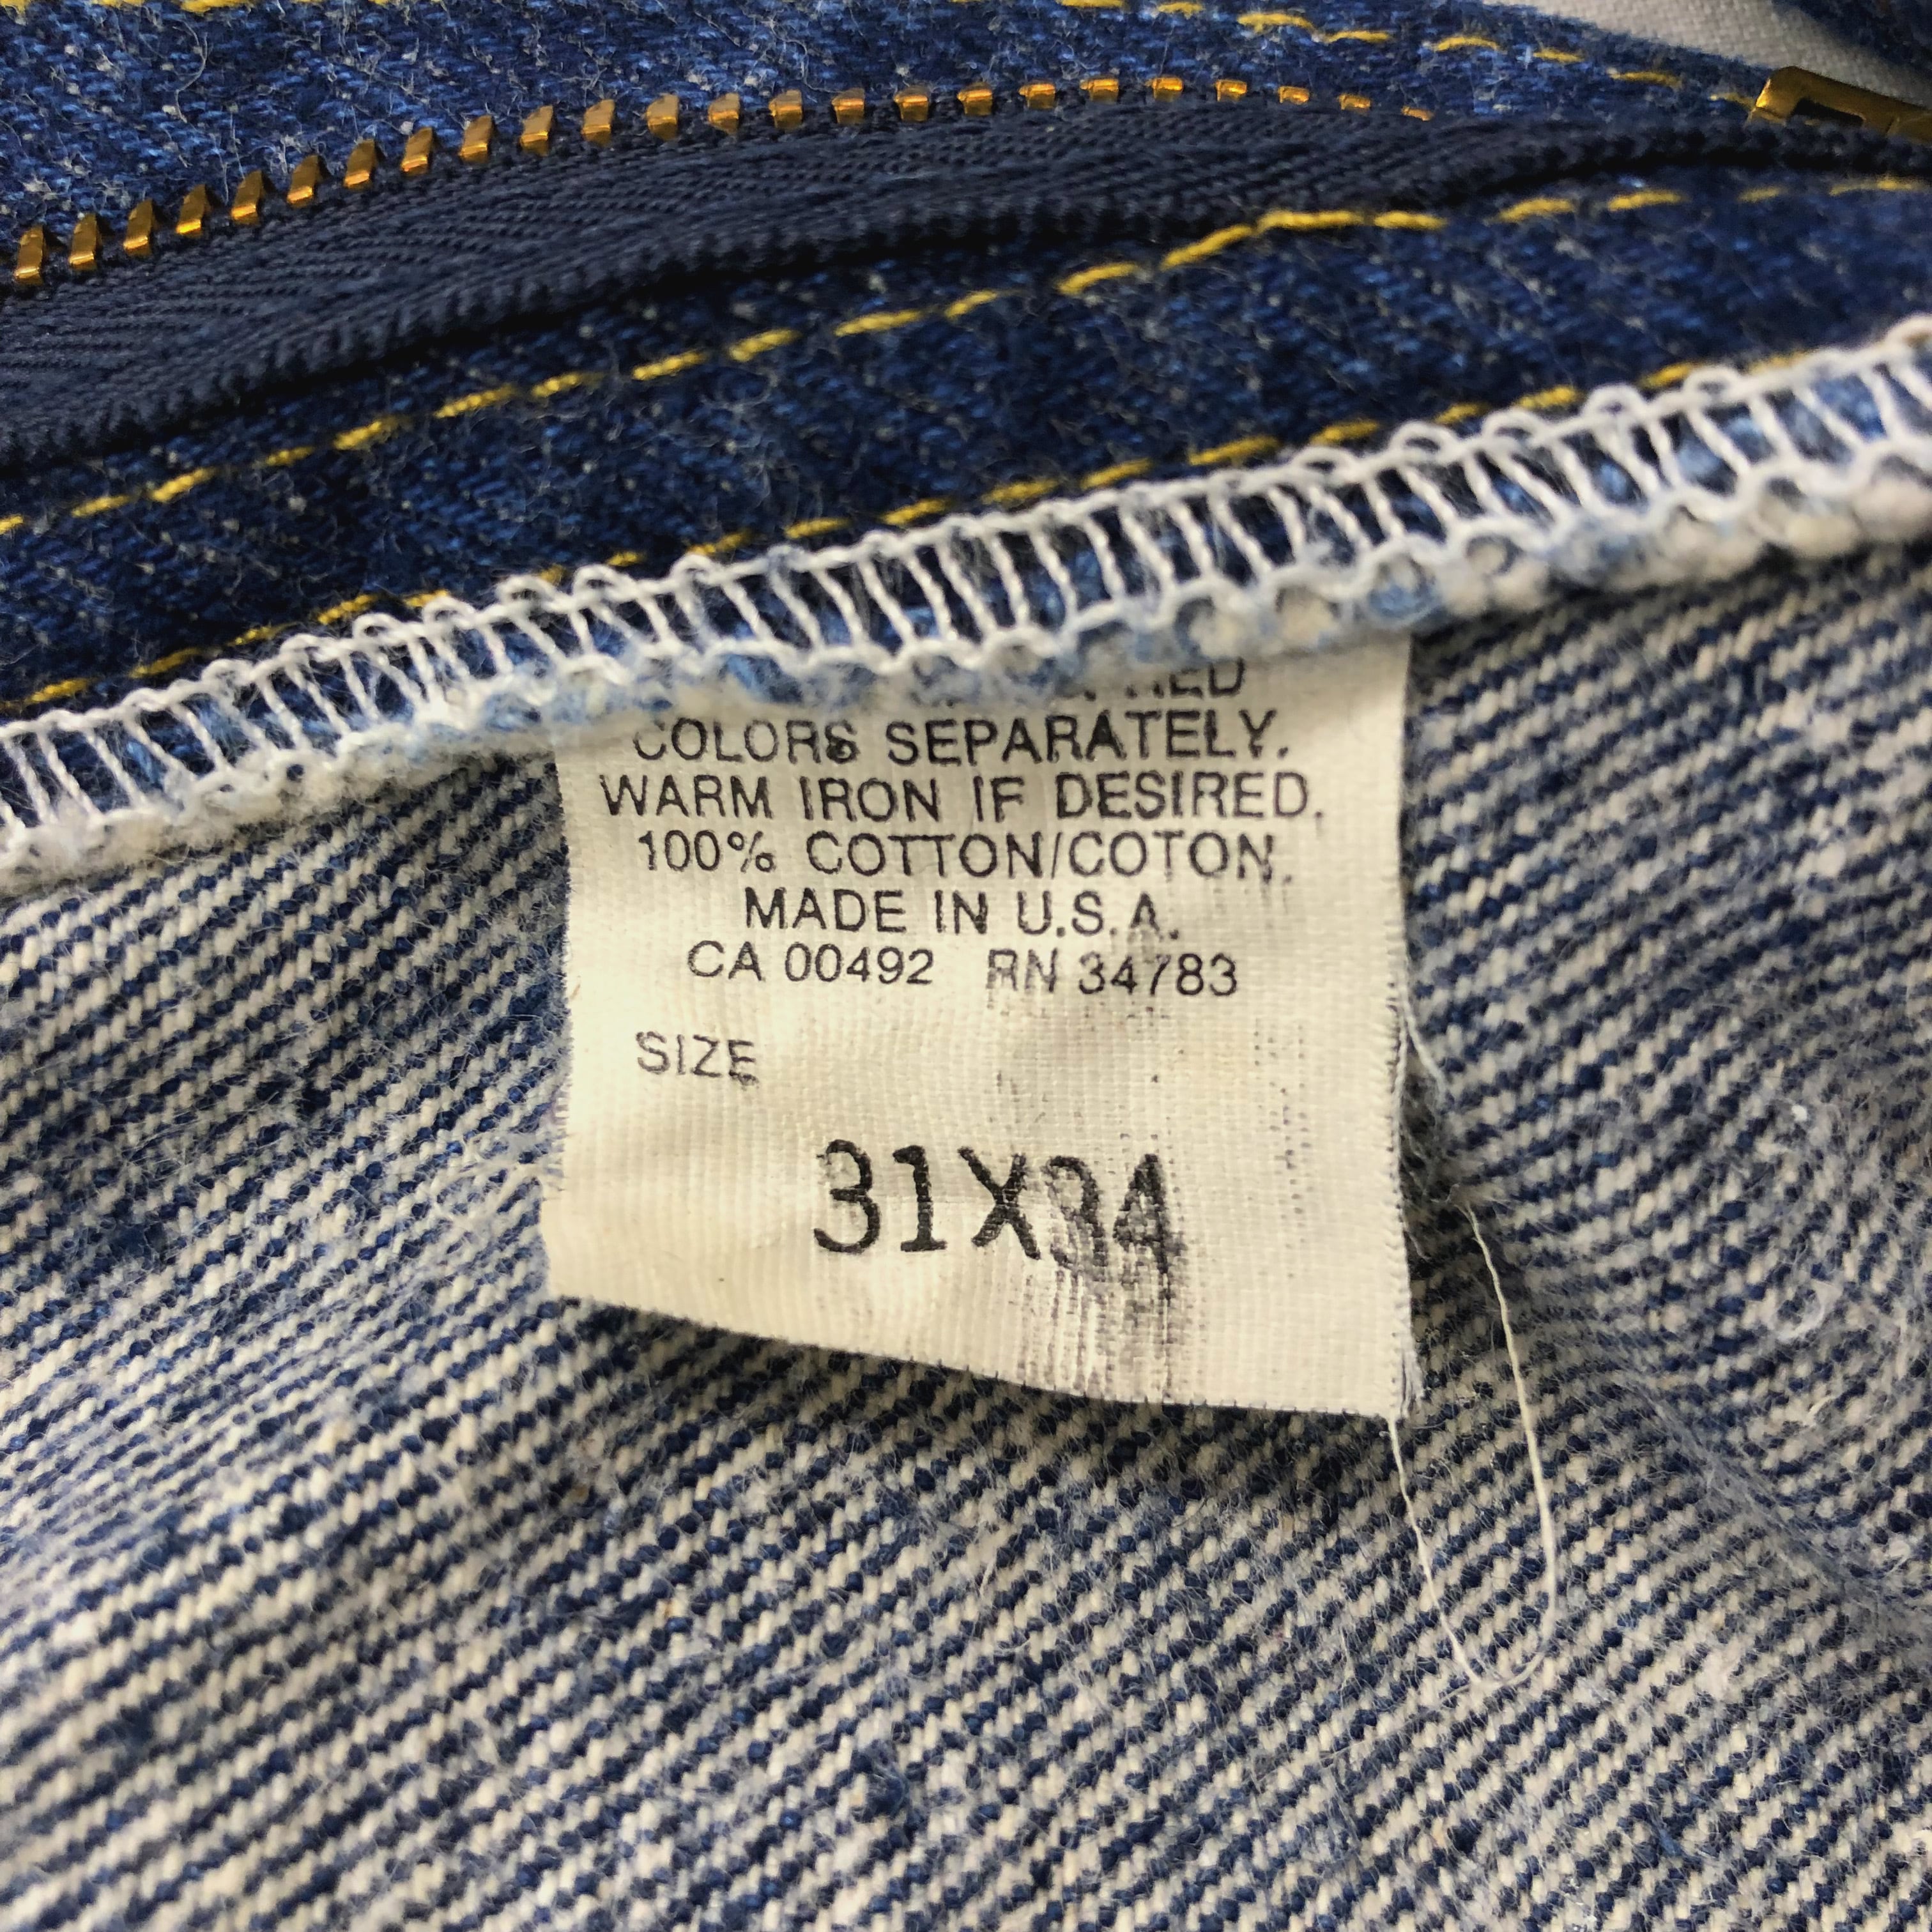 COLORS SEPARATELY.
WARM IRON IF DESIRED.
100% COTTON/COTON.
MADE IN U.S.A.
CA 00492 RN 34783
SIZE
31X34